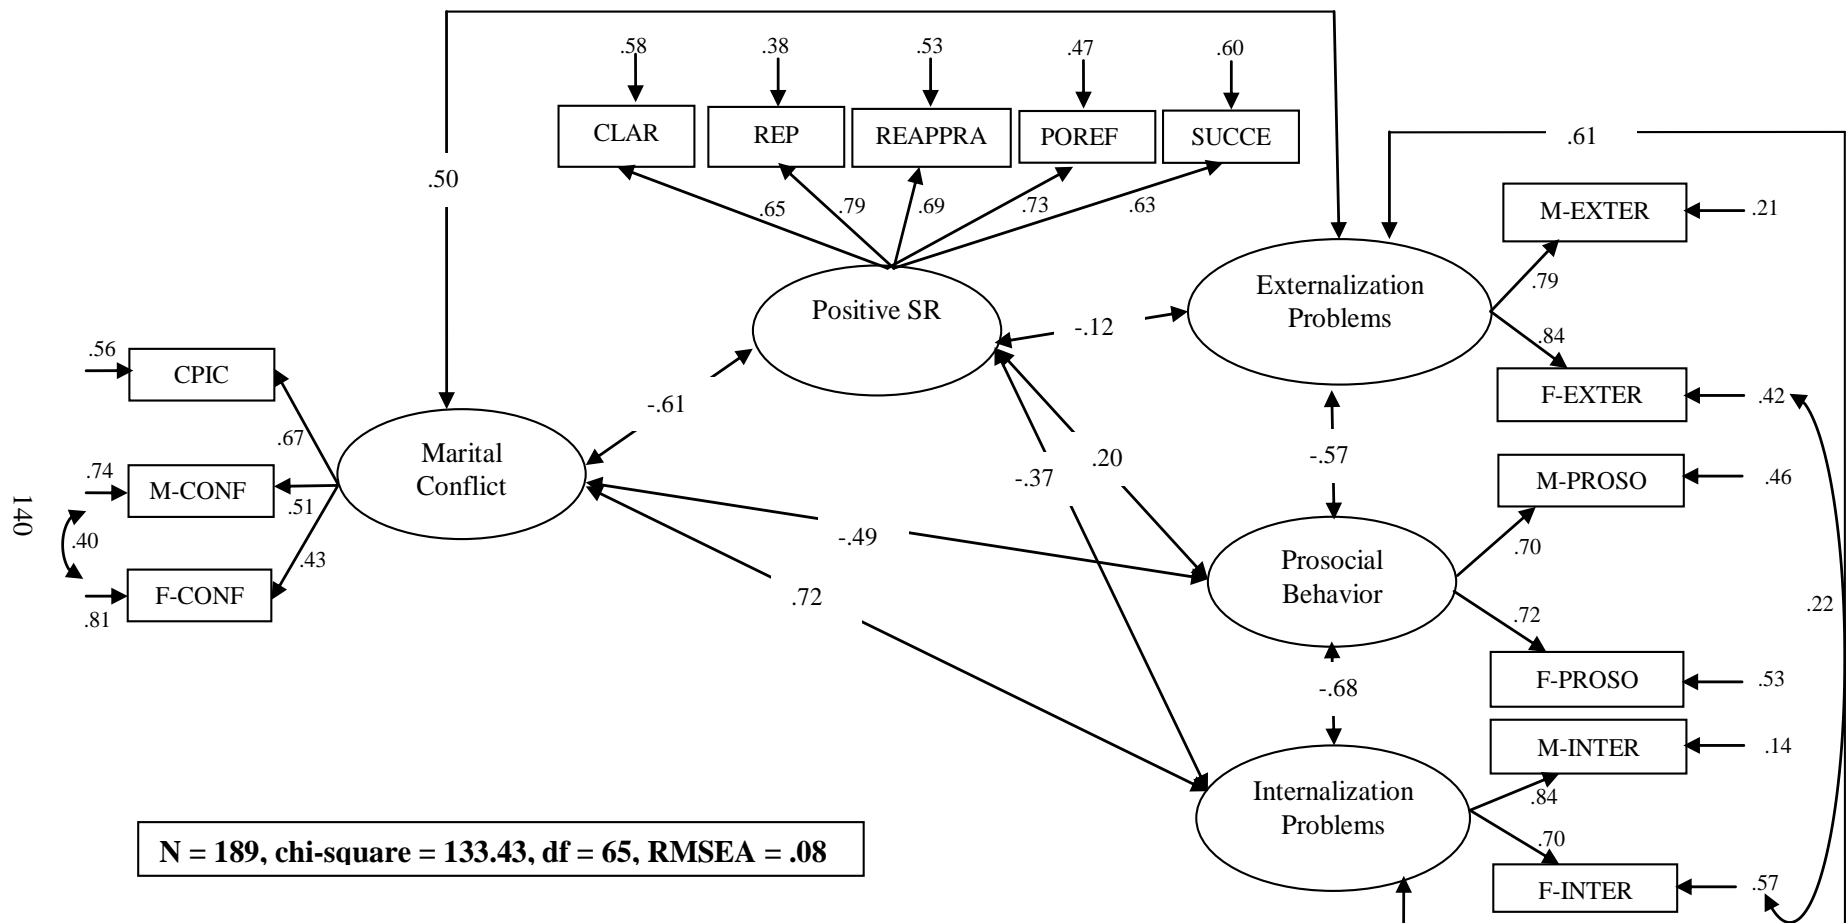 .58
.38
.53
.47
.60
CLAR
REP
REAPPRA
POREF
SUCCE
.61
.50
.65
.79
.69
.73
.63
M-EXTER
.21
Externalization
Problems
.79
Positive SR
-.12
.84
.56
CPIC
F-EXTER
.42
-.61
.67
Marital
Conflict
.20
-.37
-.57
.74
M-CONF
.51
M-PROSO
.46
140
.40
-.49
.70
.43
Prosocial
Behavior
F-CONF
.81
.72
.72
.22
-.68
F-PROSO
.53
M-INTER
.14
Internalization
Problems
.84
N = 189, chi-square = 133.43, df = 65, RMSEA = .08
.70
F-INTER
.57